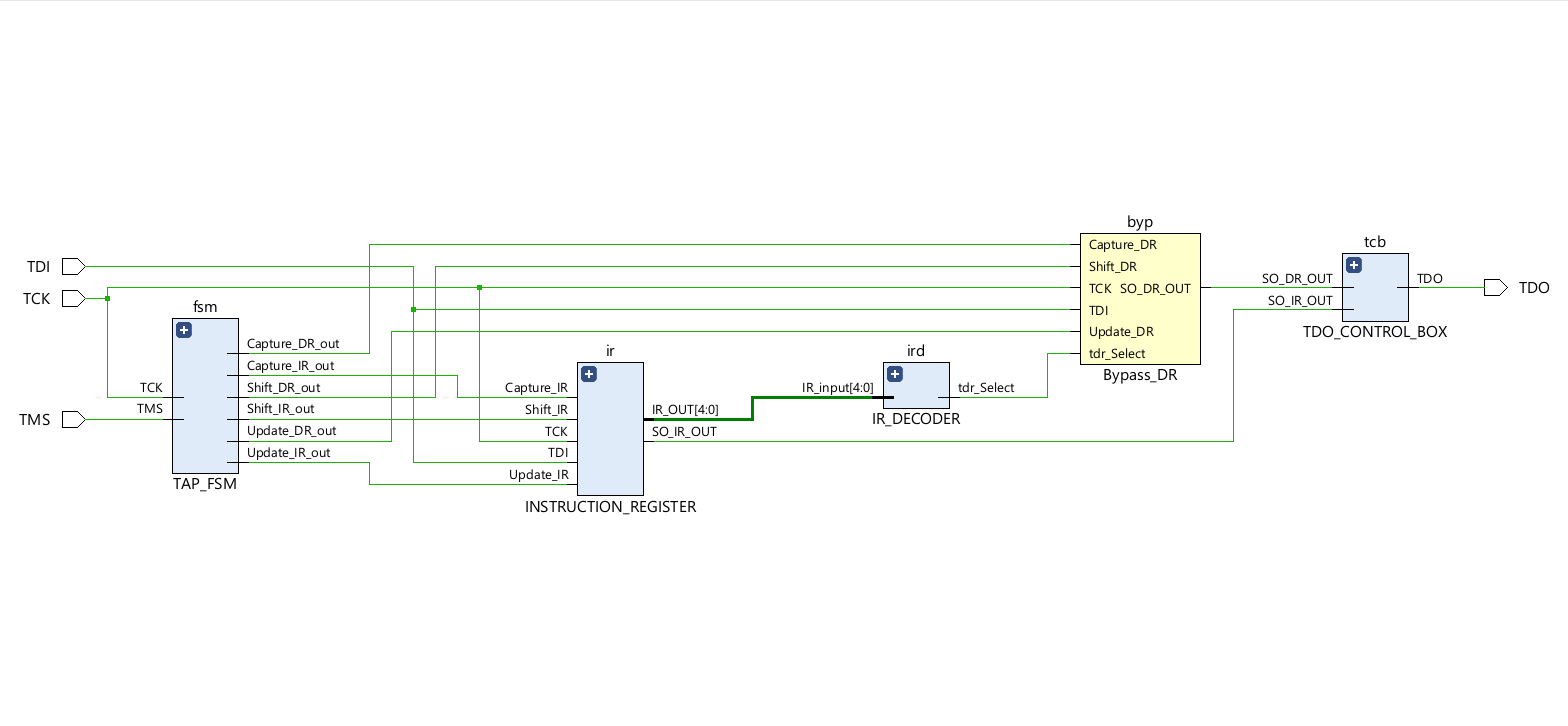 TDI
TCK
TMS
fsm
TCK
TMS
Capture_DR_out
Capture_IR_out
Shift_DR_out
Shift_IR_out
Update_DR_out
Update_IR_out
TAP_FSM
ir
Capture_IR
Shift_IR
TCK
TDI
Update_IR
IR_OUT[4:0]
SO_IR_OUT
INSTRUCTION_REGISTER
ird
IR_input[4:0]
tdr_Select
IR_DECODER
byp
Capture_DR
Shift_DR
TCK SO_DR_OUT
TDI
Update_DR
tdr_Select
Bypass_DR
tcb
SO_DR_OUT
SO_IR_OUT
TDO
TDO_CONTROL_BOX
TDO